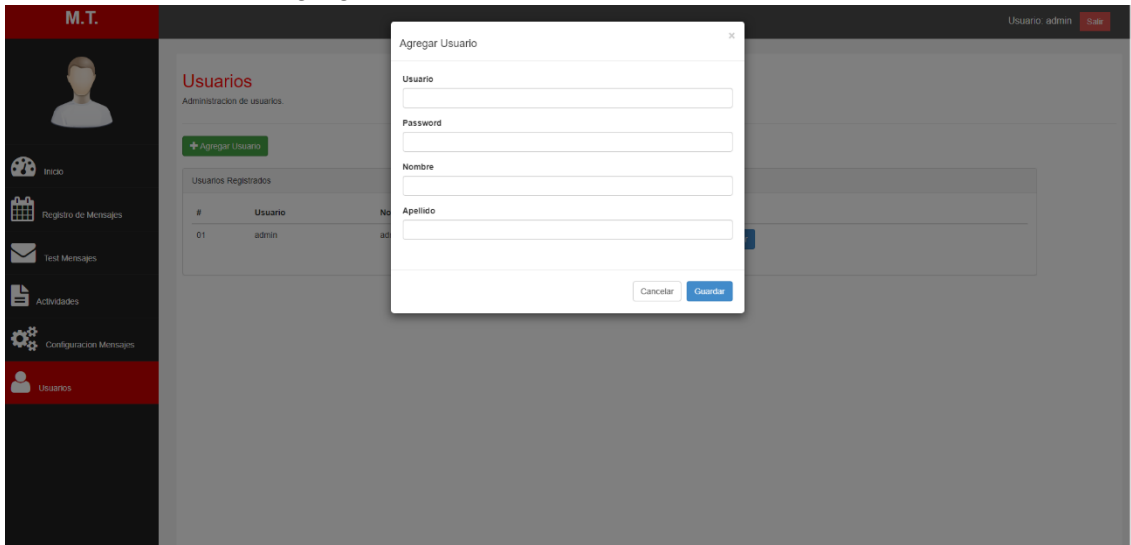 M.T.
Usuario: admin
Salir
Inicio
Registro de Mensajes
Test Mensajes
Actividades
Configuracion Mensajes
Usuarios
Usuarios
Administracion de usuarios.
Agregar Usuario
Usuarios Registrados
# Usuario
01 admin
Agregar Usuario
×
Usuario
Password
Nombre
Apellido
Cancelar Guardar